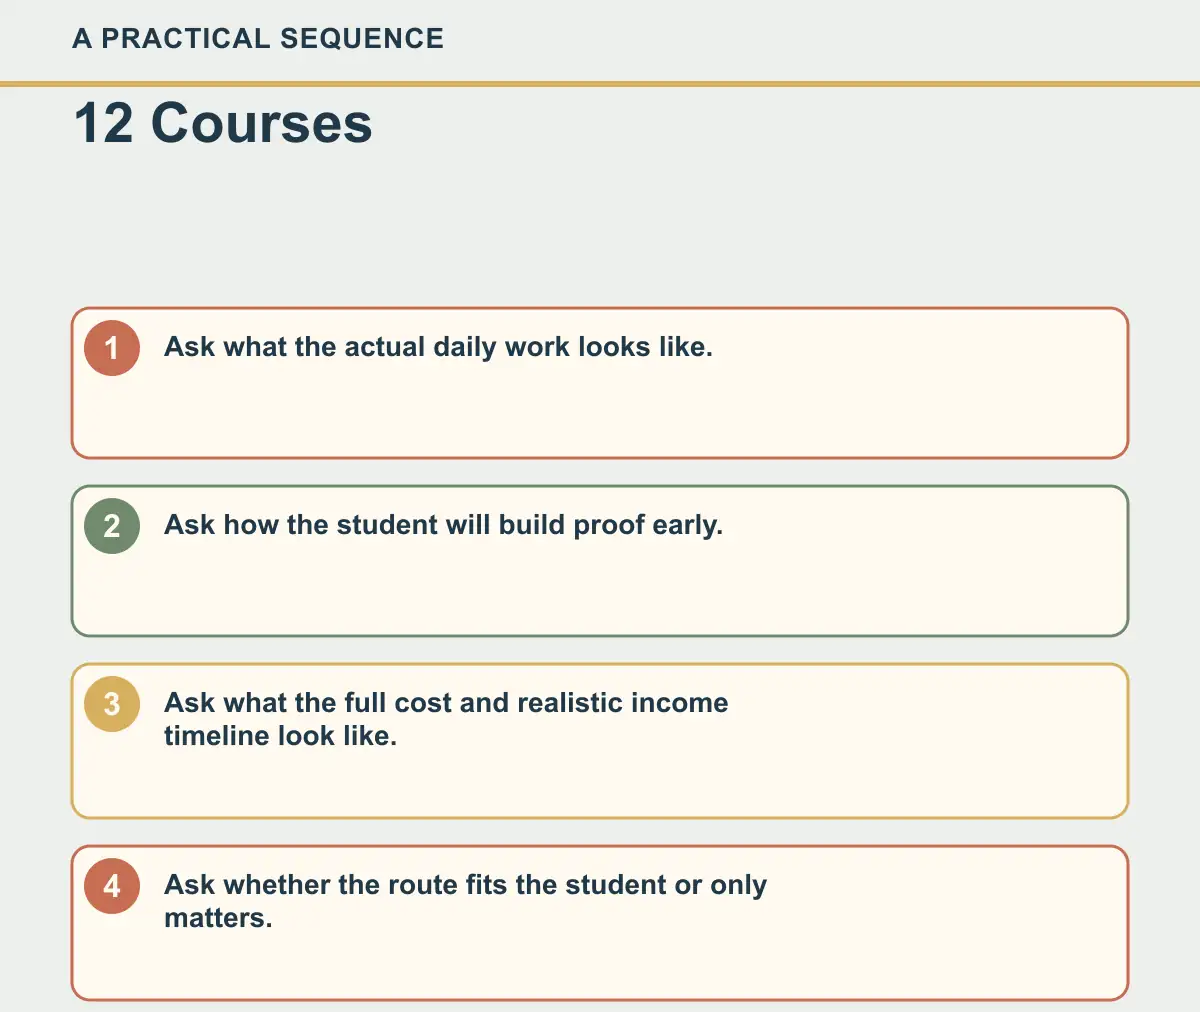 A PRACTICAL SEQUENCE
12 Courses
1
Ask what the actual daily work looks like.
2
Ask how the student will build proof early.
3
Ask what the full cost and realistic income
timeline look like.
4
Ask whether the route fits the student or only
matters.